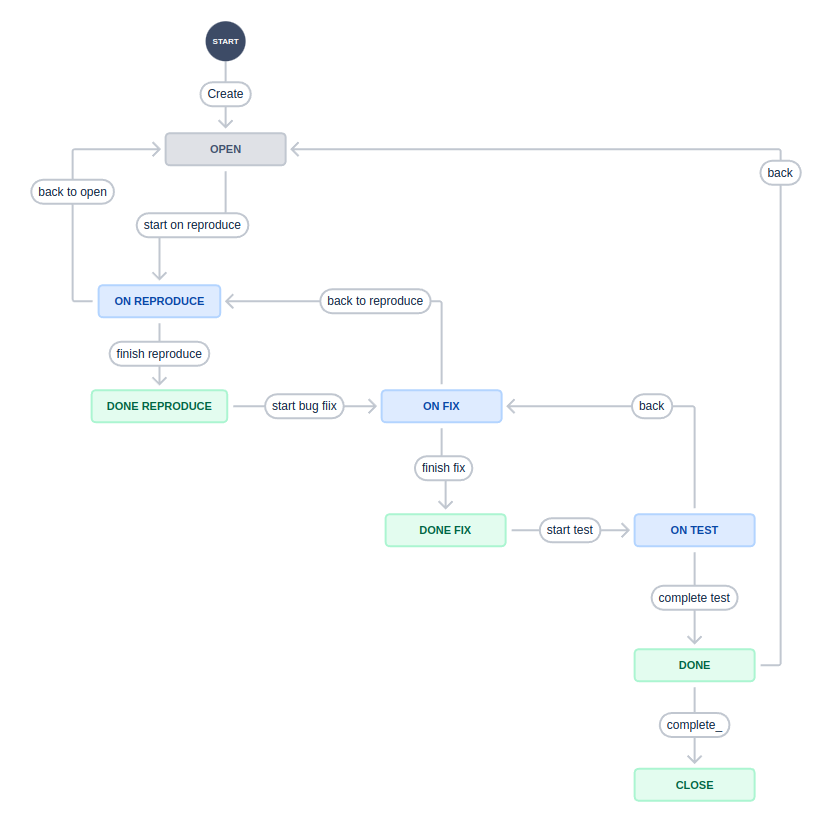 START
Create
OPEN
back
back to open
start on reproduce
ON REPRODUCE
back to reproduce
finish reproduce
DONE REPRODUCE
start bug fiix
ON FIX
back
finish fix
DONE FIX
start test
ON TEST
complete test
DONE
complete_
CLOSE